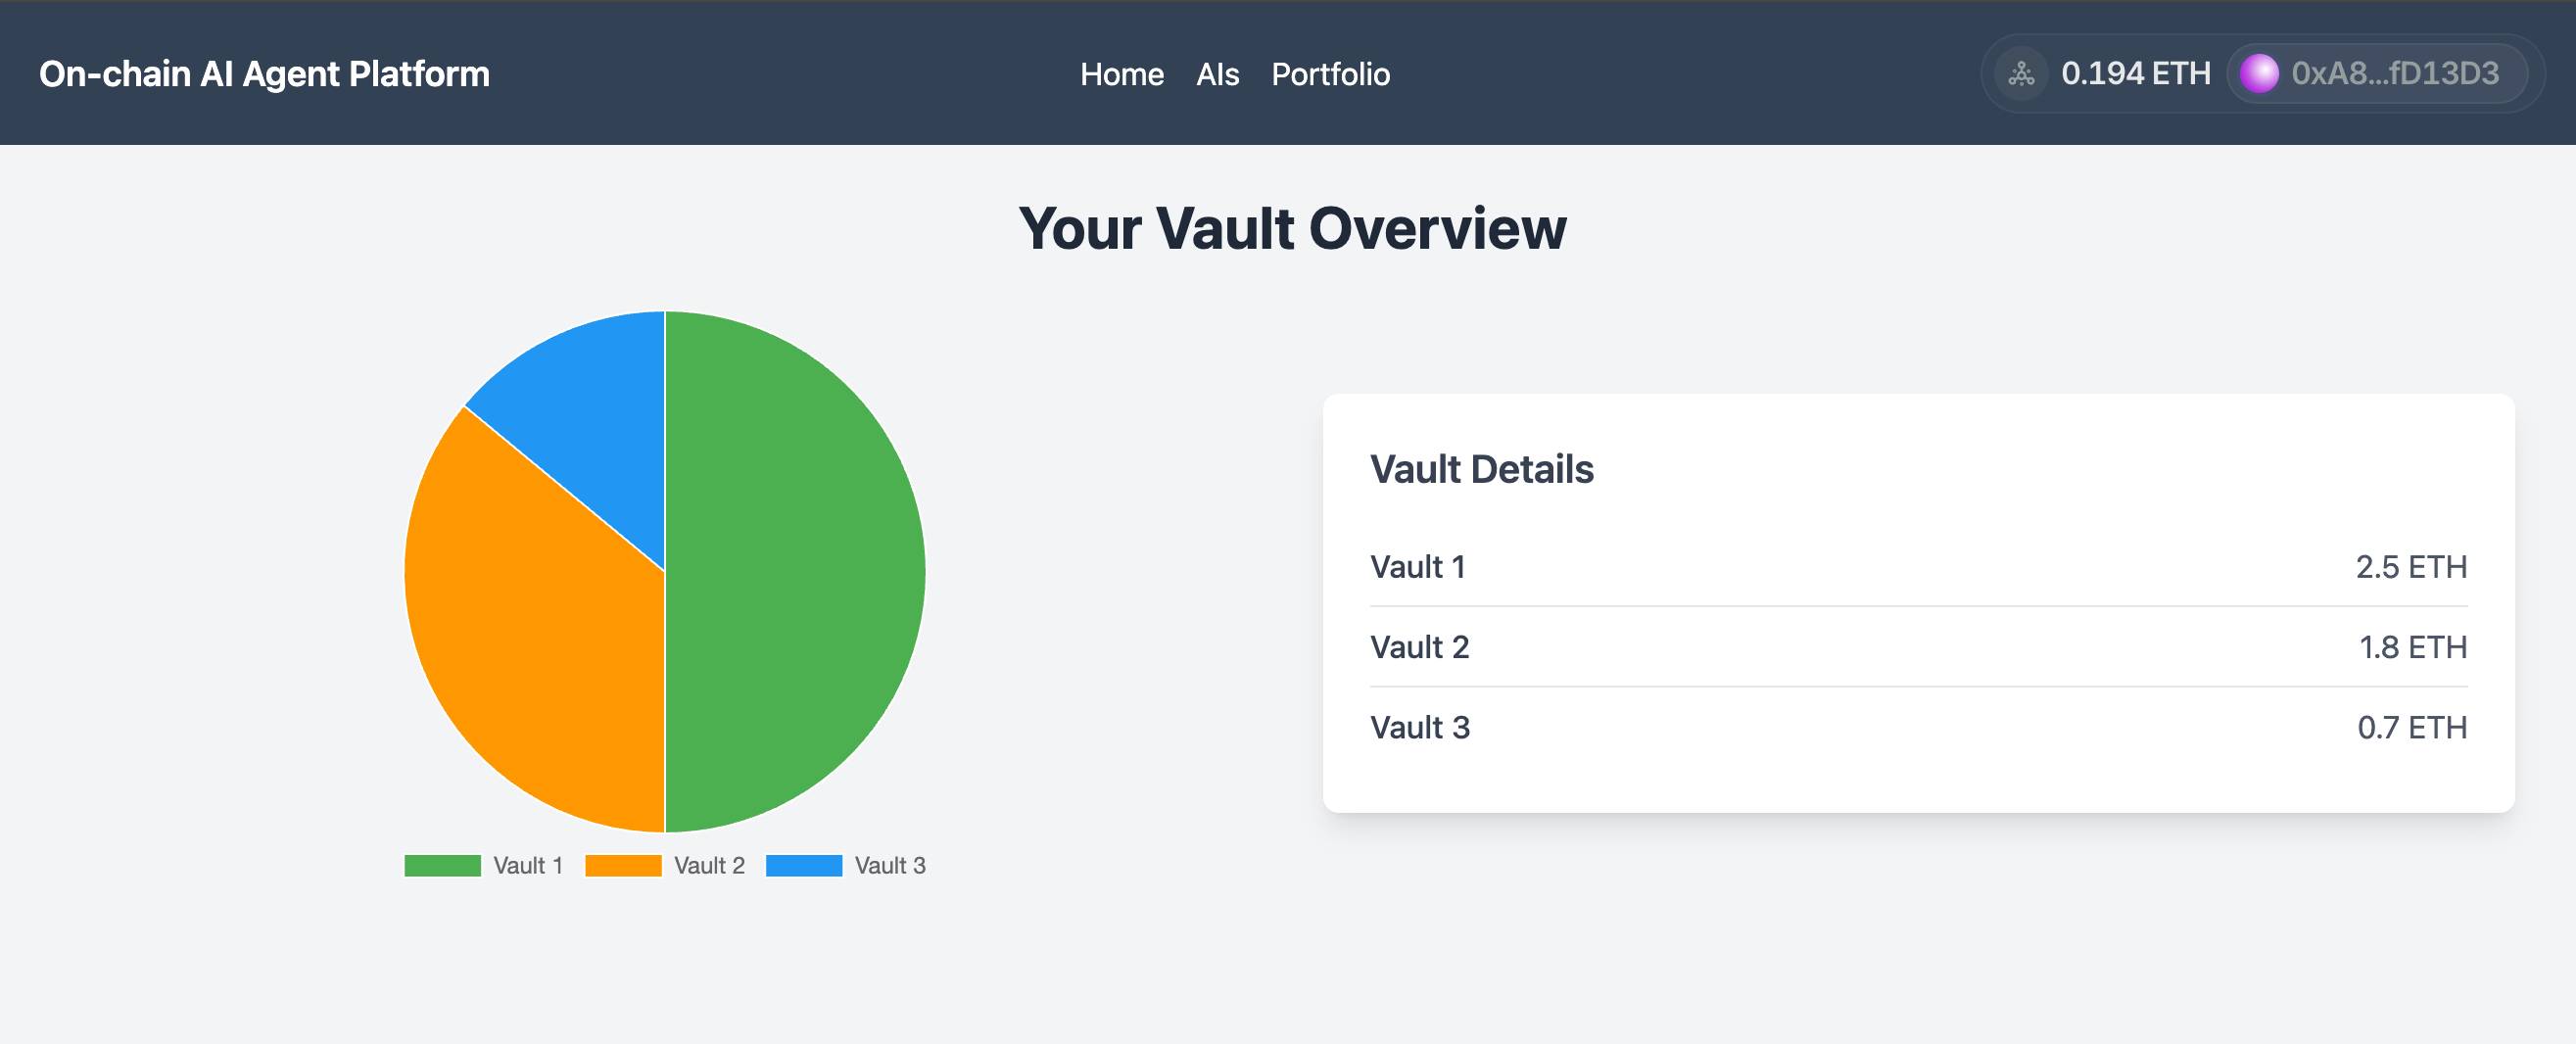 On-chain AI Agent Platform
Home AIs Portfolio
0.194 ETH 0xA8...fD13D3
Your Vault Overview
Vault 1 Vault 2 Vault 3
Vault Details
Vault 1 2.5 ETH
Vault 2 1.8 ETH
Vault 3 0.7 ETH